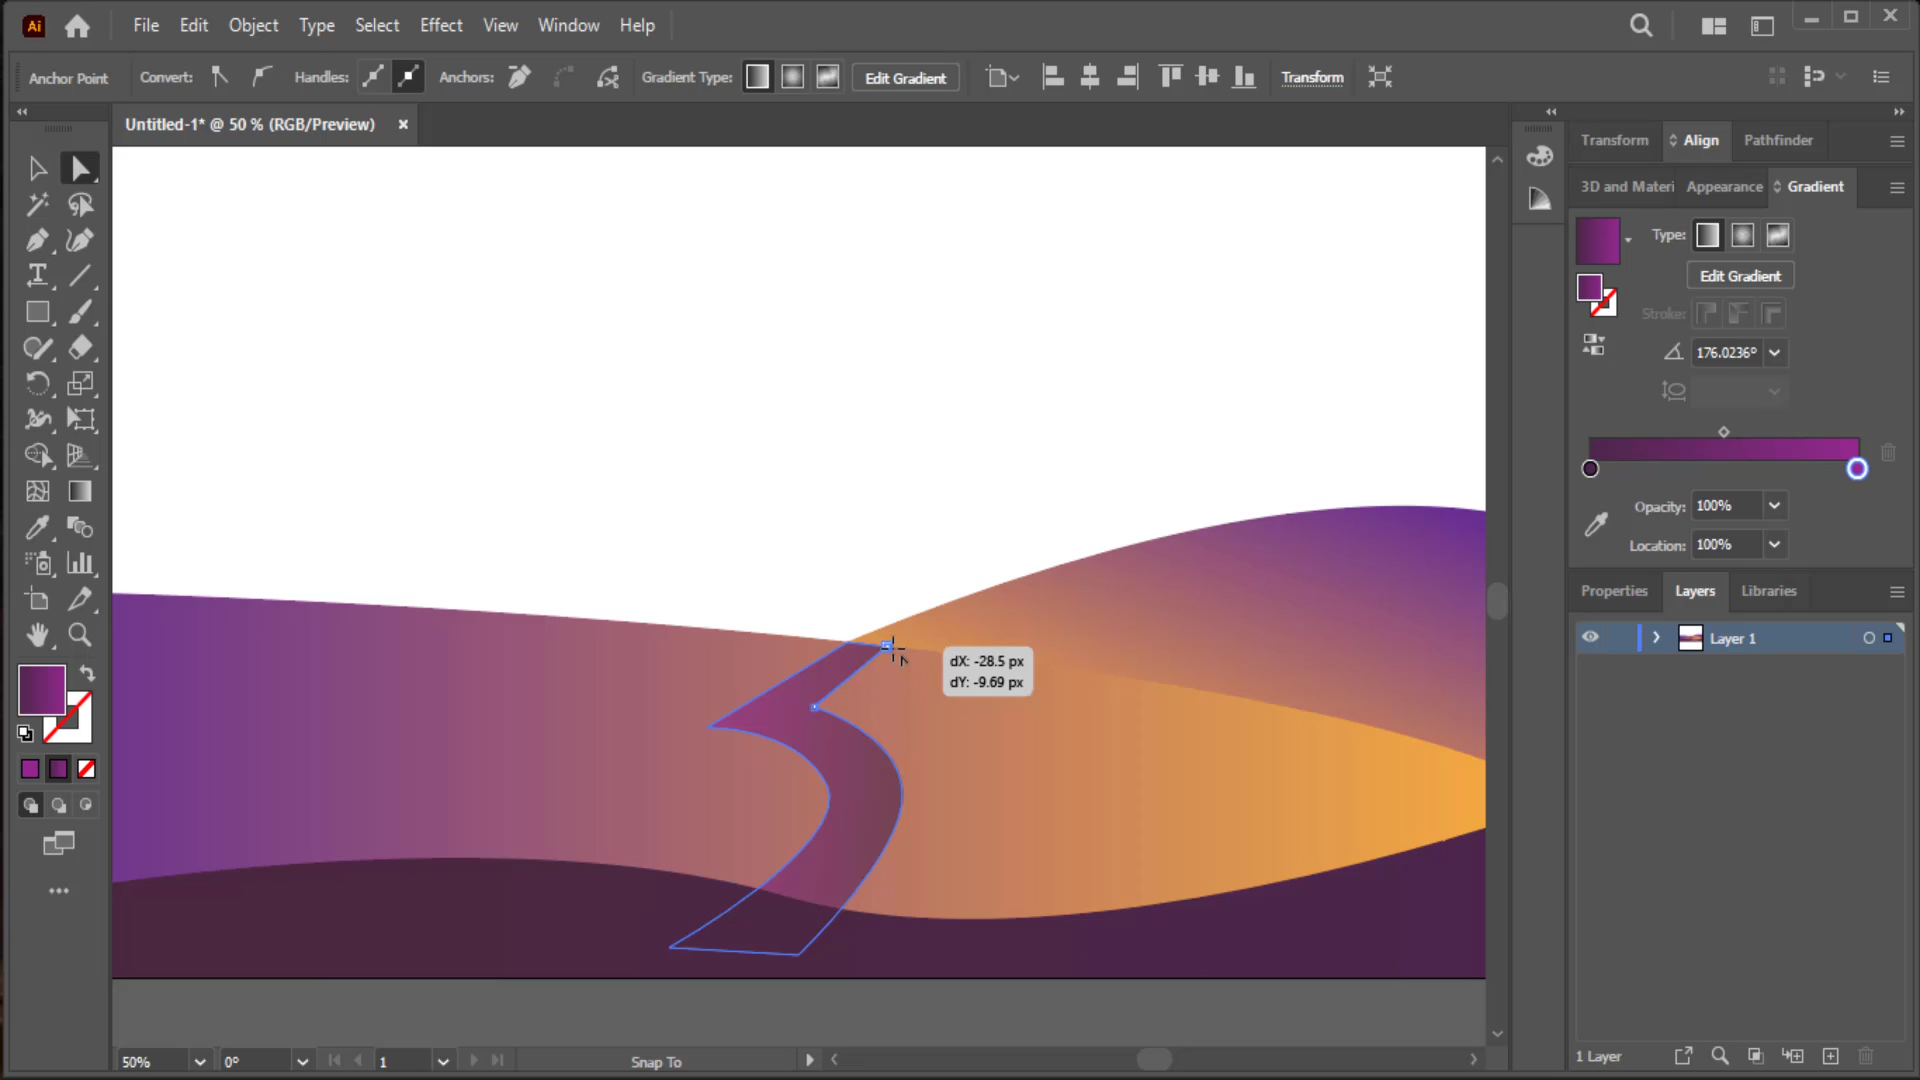 Ai File Edit Object Type Select Effect View Window Help
Anchor Point Convert: Handles: Anchors: Gradient Type: Edit Gradient Transform
Untitled-1* @ 50 % (RGB/Preview)
Transform Align Pathfinder
3D and Materi Appearance Gradient
Type:
Edit Gradient
Stroke:
176.0236°
Opacity: 100%
Location: 100%
dX: -28.5 px
dY: -9.69 px
Properties Layers Libraries
Layer 1
1 Layer
50% 0° 1 Snap To